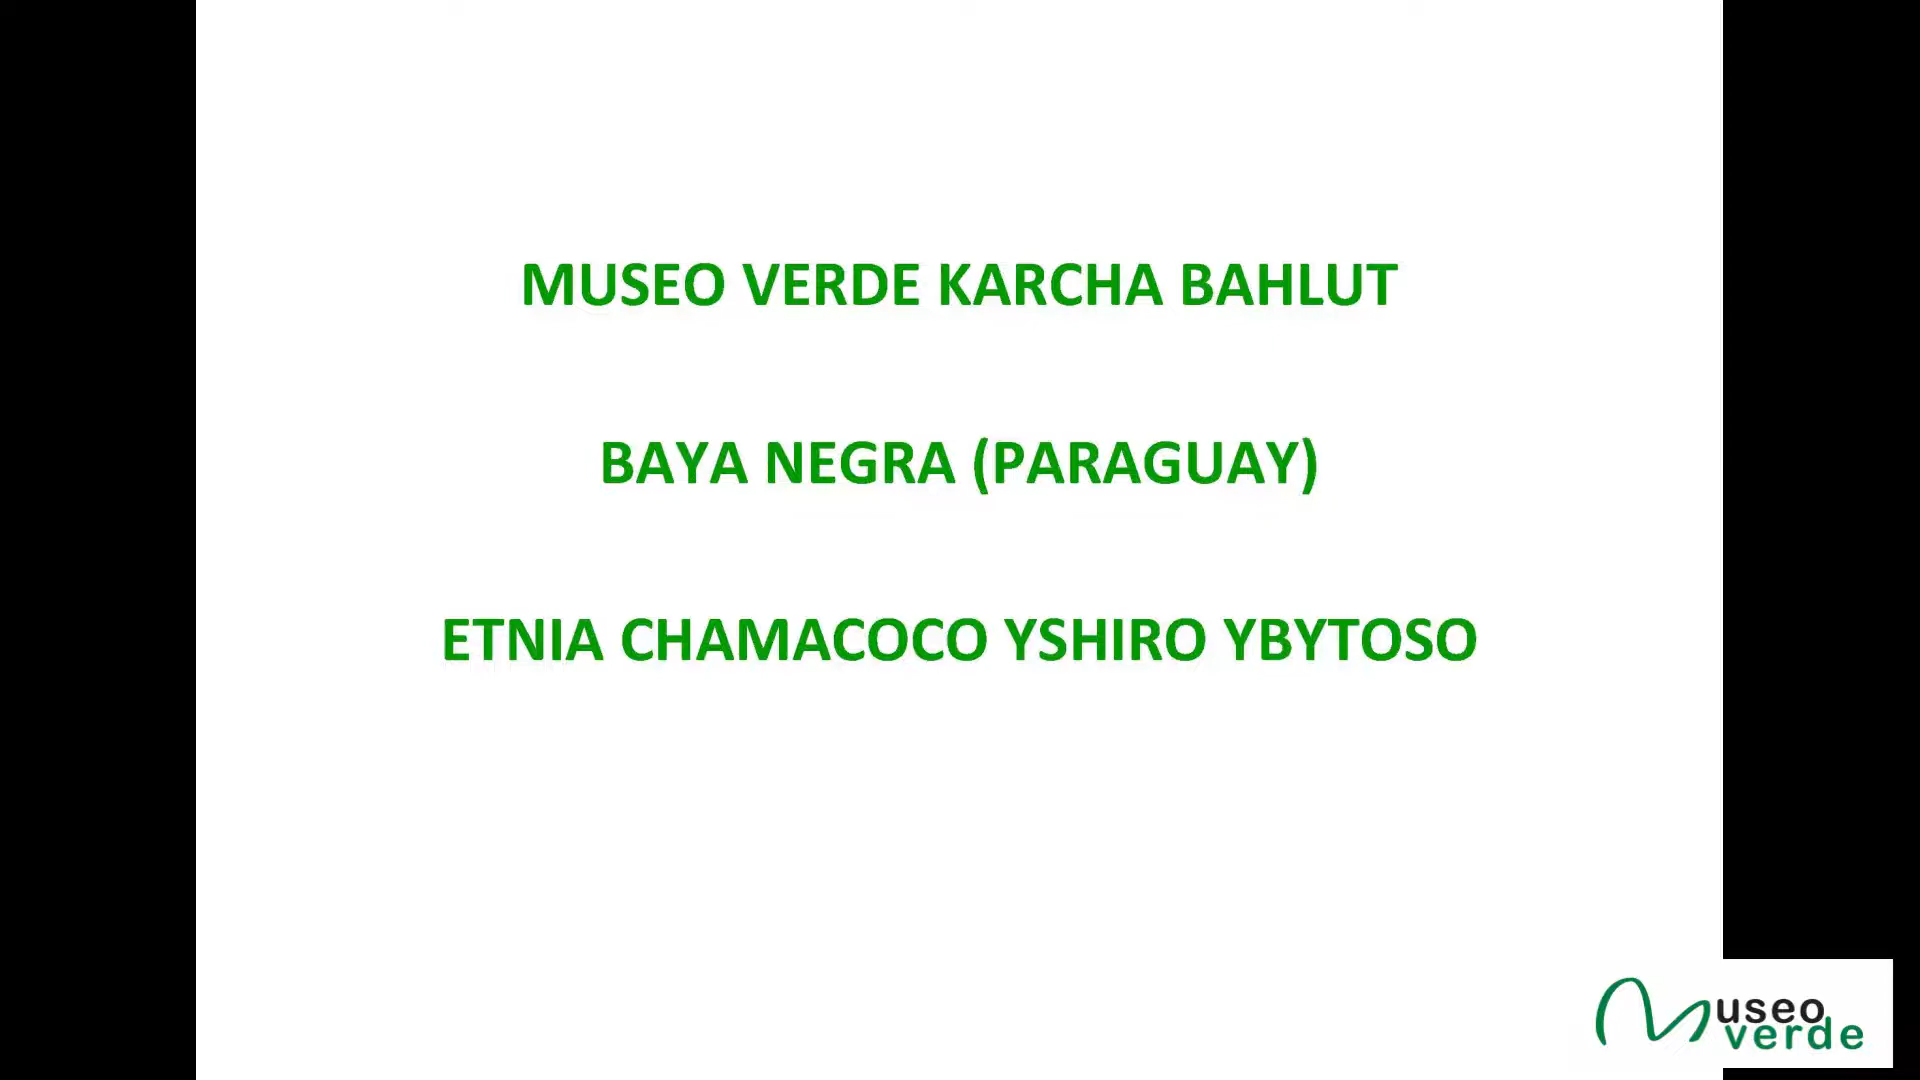 MUSEO VERDE KARCHA BAHLUT
BAYA NEGRA (PARAGUAY)
ETNIA CHAMACOCO YSHIRO YBYTOSO
Museo
verde